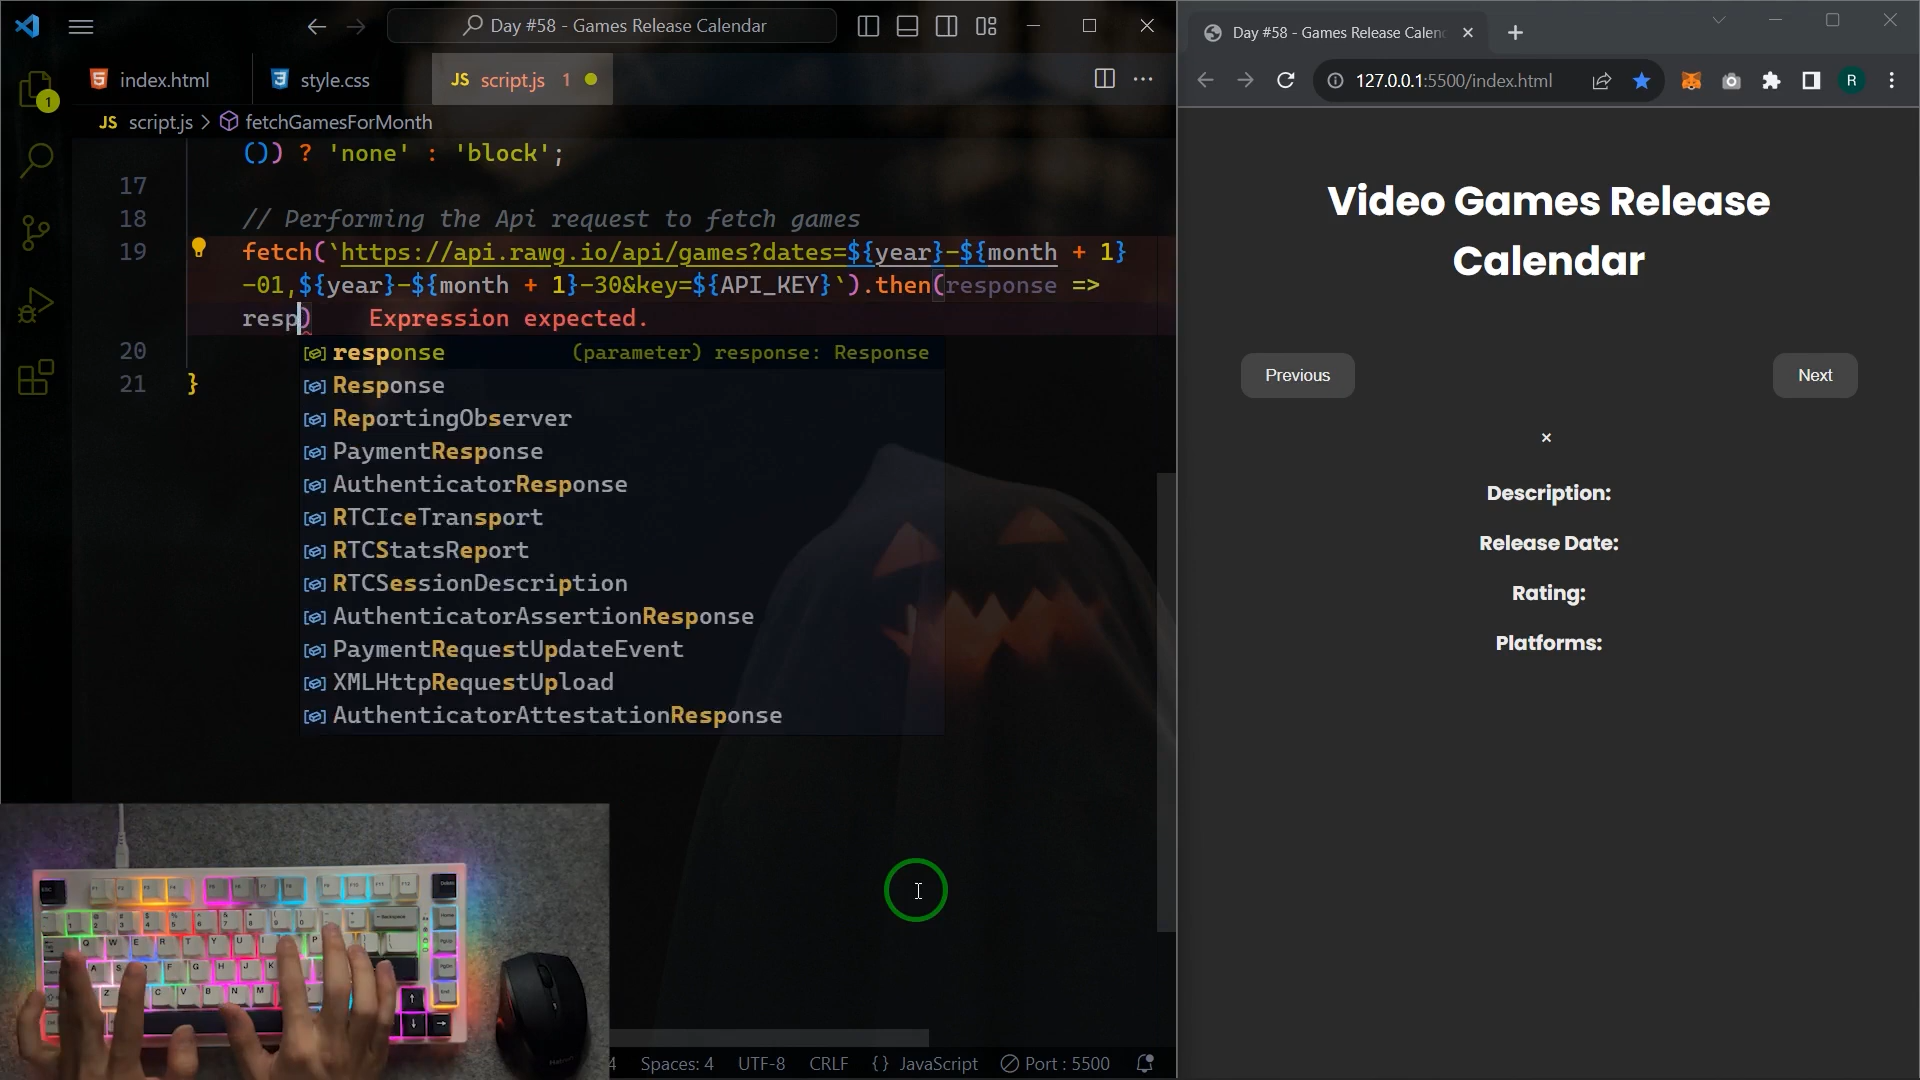 Day #58 - Games Release Calendar
index.html
style.css
JS script.js 1
JS script.js > fetchGamesForMonth
()) ? 'none' : 'block';
17
18 // Performing the Api request to fetch games
19 fetch(`https://api.rawg.io/api/games?dates=${year}-${month + 1}
-01,${year}-${month + 1}-30&key=${API_KEY}`).then(response =>
resp) Expression expected.
20
21 }
response (parameter) response: Response
Response
ReportingObserver
PaymentResponse
AuthenticatorResponse
RTCIceTransport
RTCStatsReport
RTCSessionDescription
AuthenticatorAssertionResponse
PaymentRequestUpdateEvent
XMLHttpRequestUpload
AuthenticatorAttestationResponse
1
4 Spaces: 4 UTF-8 CRLF {} JavaScript Port : 5500
Day #58 - Games Release Calen
127.0.0.1:5500/index.html
R
Video Games Release
Calendar
Previous
Next
×
Description:
Release Date:
Rating:
Platforms: